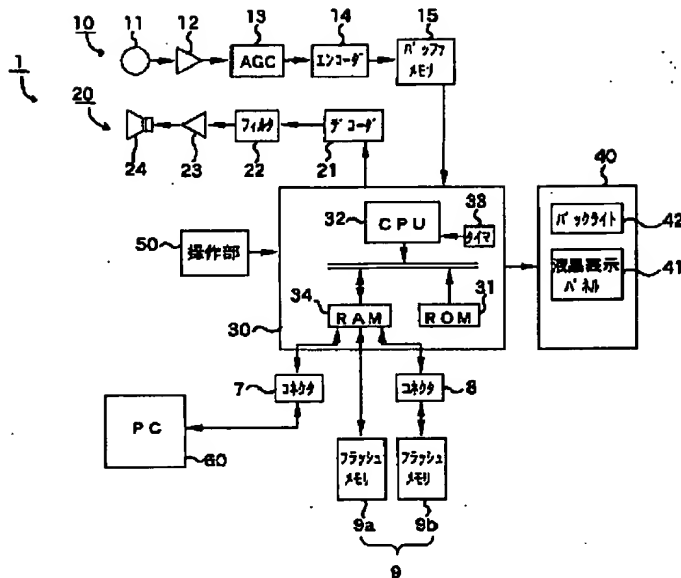 10 11 12 13 14 15
AGC エンコーダ バッファ
メモリ
1
20
フィルタ デコーダ
24 23 22 21
40
32 CPU 33
タイマ
バックライト 42
50
操作部
液晶表示
パネル 41
34 31
RAM ROM
30
7 コネクタ コネクタ 8
PC
60
フラッシュ
メモリ
フラッシュ
メモリ
9a 9b
9